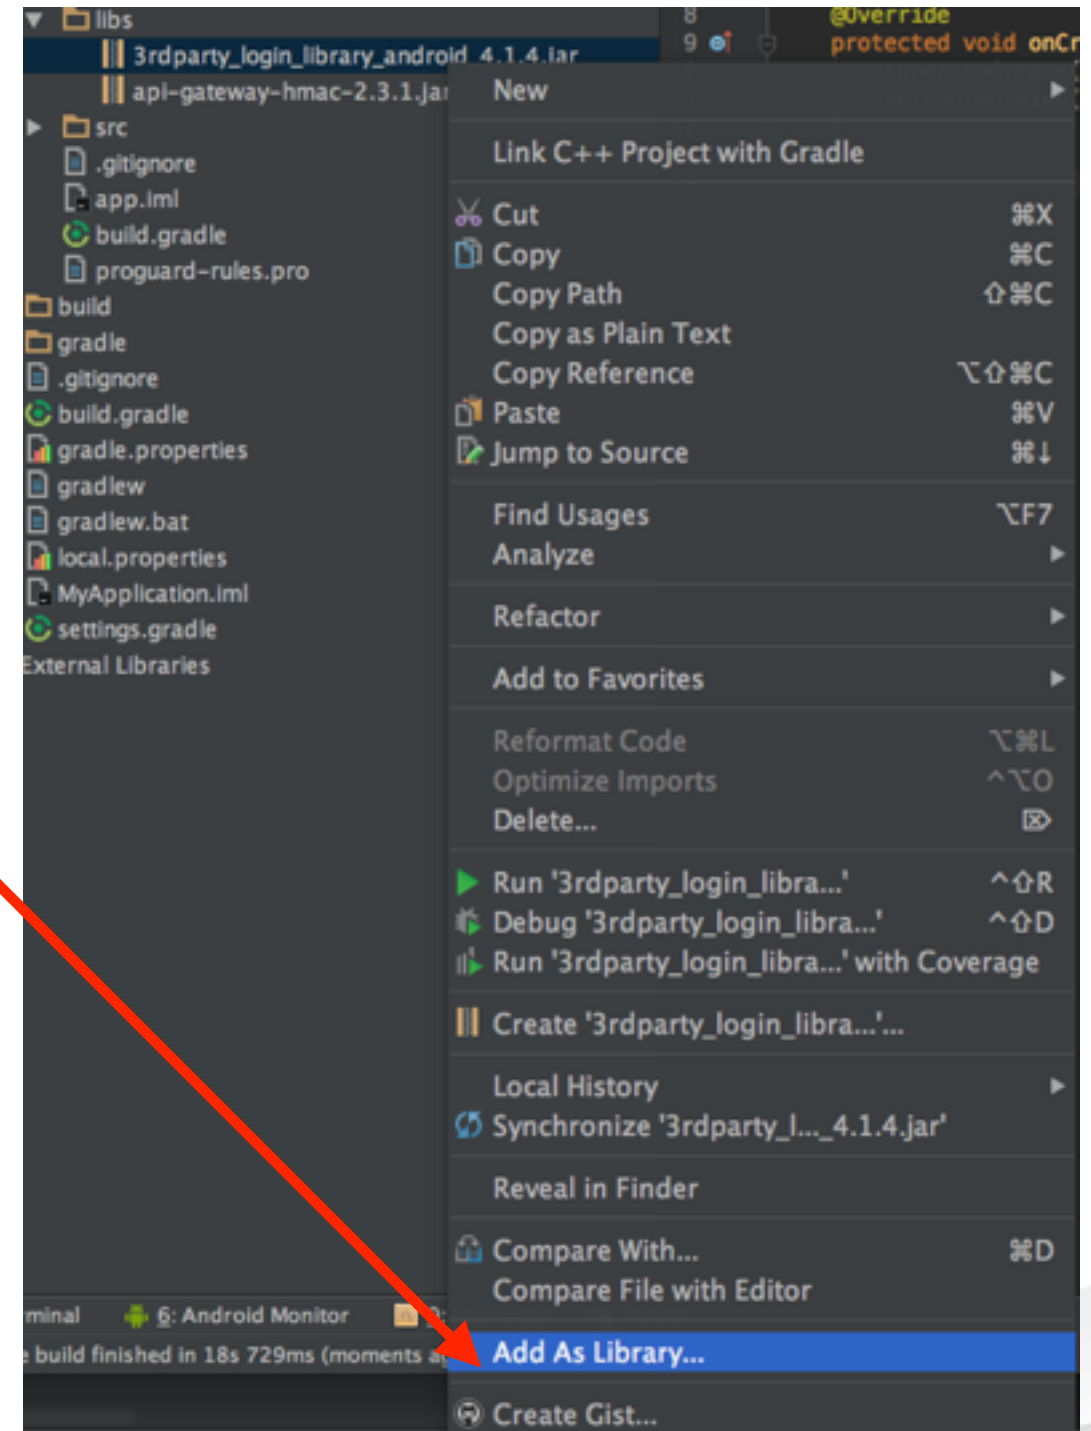 libs
3rdparty_login_library_android_4.1.4.jar
api-gateway-hmac-2.3.1.jar
src
.gitignore
app.iml
build.gradle
proguard-rules.pro
build
gradle
.gitignore
build.gradle
gradle.properties
gradlew
gradlew.bat
local.properties
MyApplication.iml
settings.gradle
External Libraries
8 @Override
9 protected void onCr
New
Link C++ Project with Gradle
Cut ⌘X
Copy ⌘C
Copy Path ⇧⌘C
Copy as Plain Text
Copy Reference ⌥⇧⌘C
Paste ⌘V
Jump to Source ⌘↓
Find Usages ⌥F7
Analyze
Refactor
Add to Favorites
Reformat Code ⌥⌘L
Optimize Imports ^⌥O
Delete... ⌦
Run '3rdparty_login_libra...' ^⇧R
Debug '3rdparty_login_libra...' ^⇧D
Run '3rdparty_login_libra...' with Coverage
Create '3rdparty_login_libra...'...
Local History
Synchronize '3rdparty_l..._4.1.4.jar'
Reveal in Finder
Compare With... ⌘D
Compare File with Editor
Add As Library...
Create Gist...
minal 6: Android Monitor
e build finished in 18s 729ms (moments ag